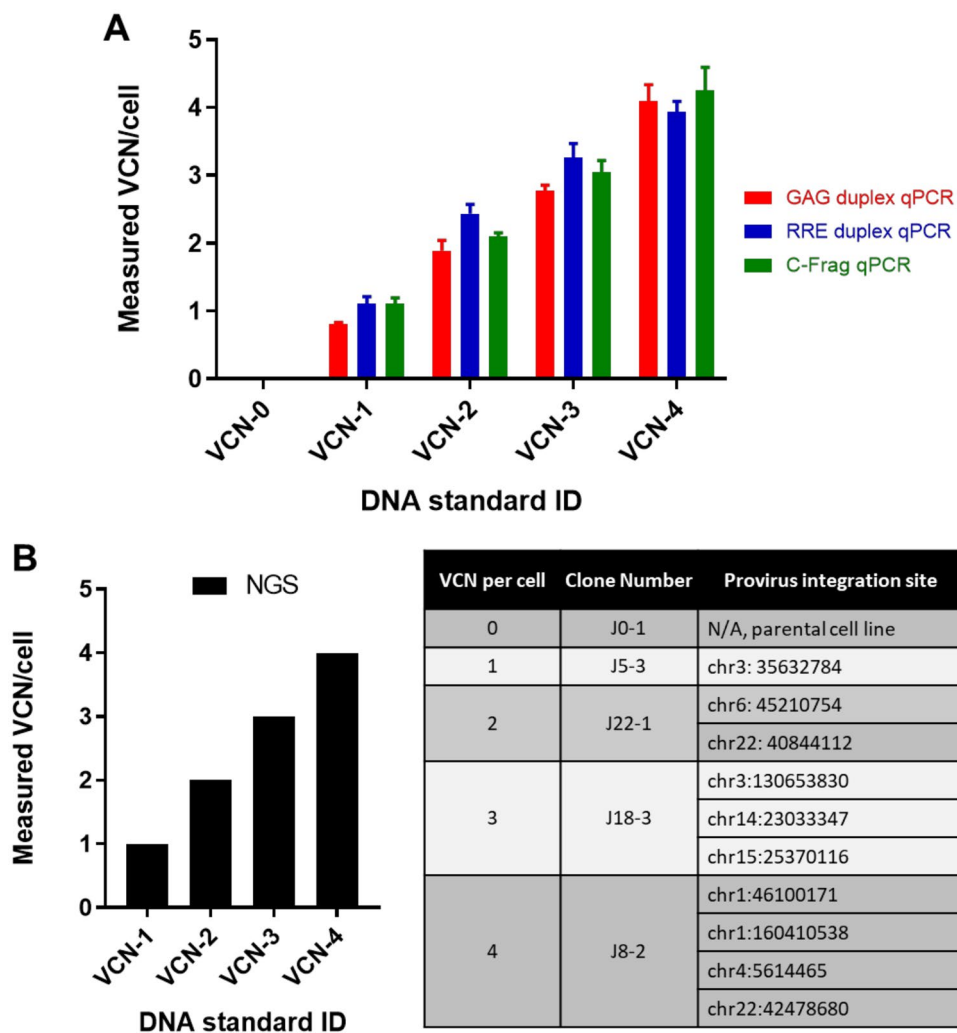 A
Measured VCN/cell
5
4
3
2
1
0
VCN-0
VCN-1
VCN-2
VCN-3
VCN-4
DNA standard ID
GAG duplex qPCR
RRE duplex qPCR
C-Frag qPCR
B
Measured VCN/cell
NGS
5
4
3
2
1
0
VCN-1
VCN-2
VCN-3
VCN-4
DNA standard ID
VCN per cell Clone Number Provirus integration site
0 J0-1 N/A, parental cell line
1 J5-3 chr3: 35632784
2 J22-1 chr6: 45210754
chr22: 40844112
3 J18-3 chr3:130653830
chr14:23033347
chr15:25370116
4 J8-2 chr1:46100171
chr1:160410538
chr4:5614465
chr22:42478680